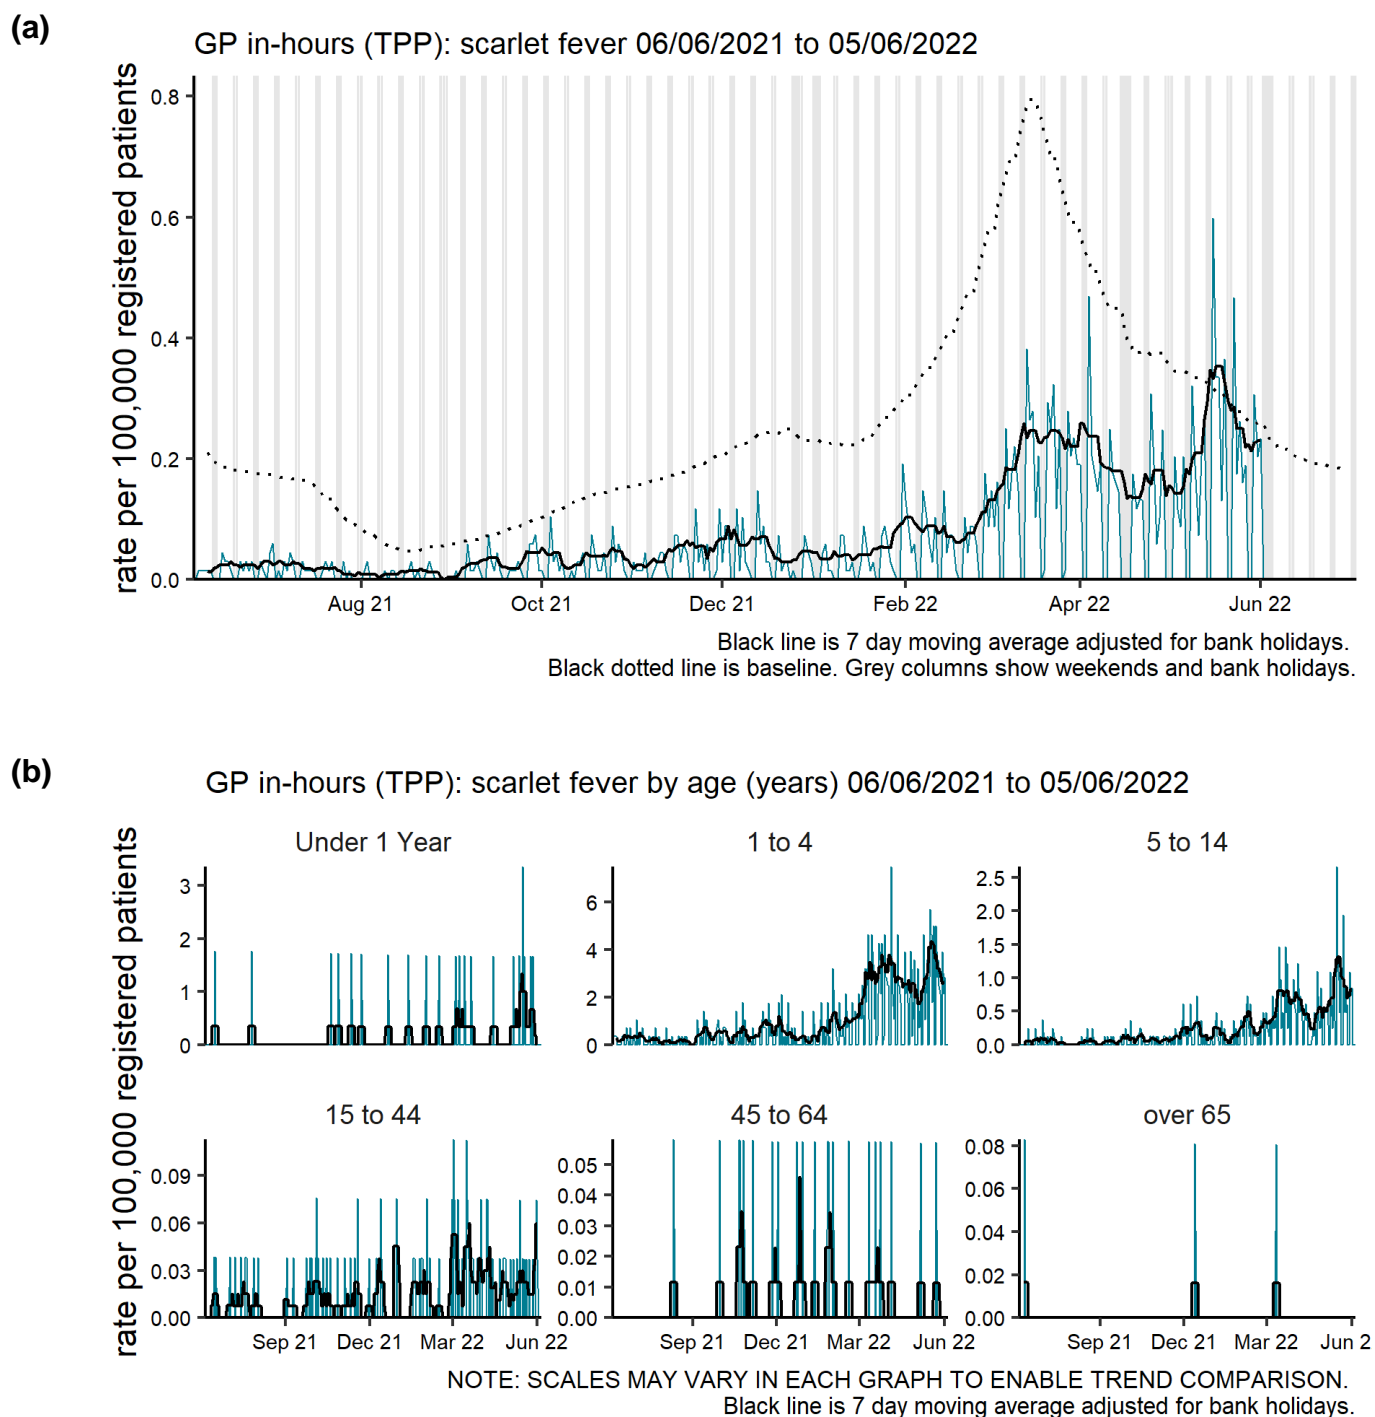 (a)
GP in-hours (TPP): scarlet fever 06/06/2021 to 05/06/2022
rate per 100,000 registered patients
0.8
0.6
0.4
0.2
0.0
Aug 21 Oct 21 Dec 21 Feb 22 Apr 22 Jun 22
Black line is 7 day moving average adjusted for bank holidays.
Black dotted line is baseline. Grey columns show weekends and bank holidays.
(b)
GP in-hours (TPP): scarlet fever by age (years) 06/06/2021 to 05/06/2022
rate per 100,000 registered patients
Under 1 Year
3
2
1
0
1 to 4
6
4
2
0
5 to 14
2.5
2.0
1.5
1.0
0.5
0.0
15 to 44
0.09
0.06
0.03
0.00
Sep 21 Dec 21 Mar 22 Jun 22
45 to 64
0.05
0.04
0.03
0.02
0.01
0.00
Sep 21 Dec 21 Mar 22 Jun 22
over 65
0.08
0.06
0.04
0.02
0.00
Sep 21 Dec 21 Mar 22 Jun 2
NOTE: SCALES MAY VARY IN EACH GRAPH TO ENABLE TREND COMPARISON.
Black line is 7 day moving average adjusted for bank holidays.